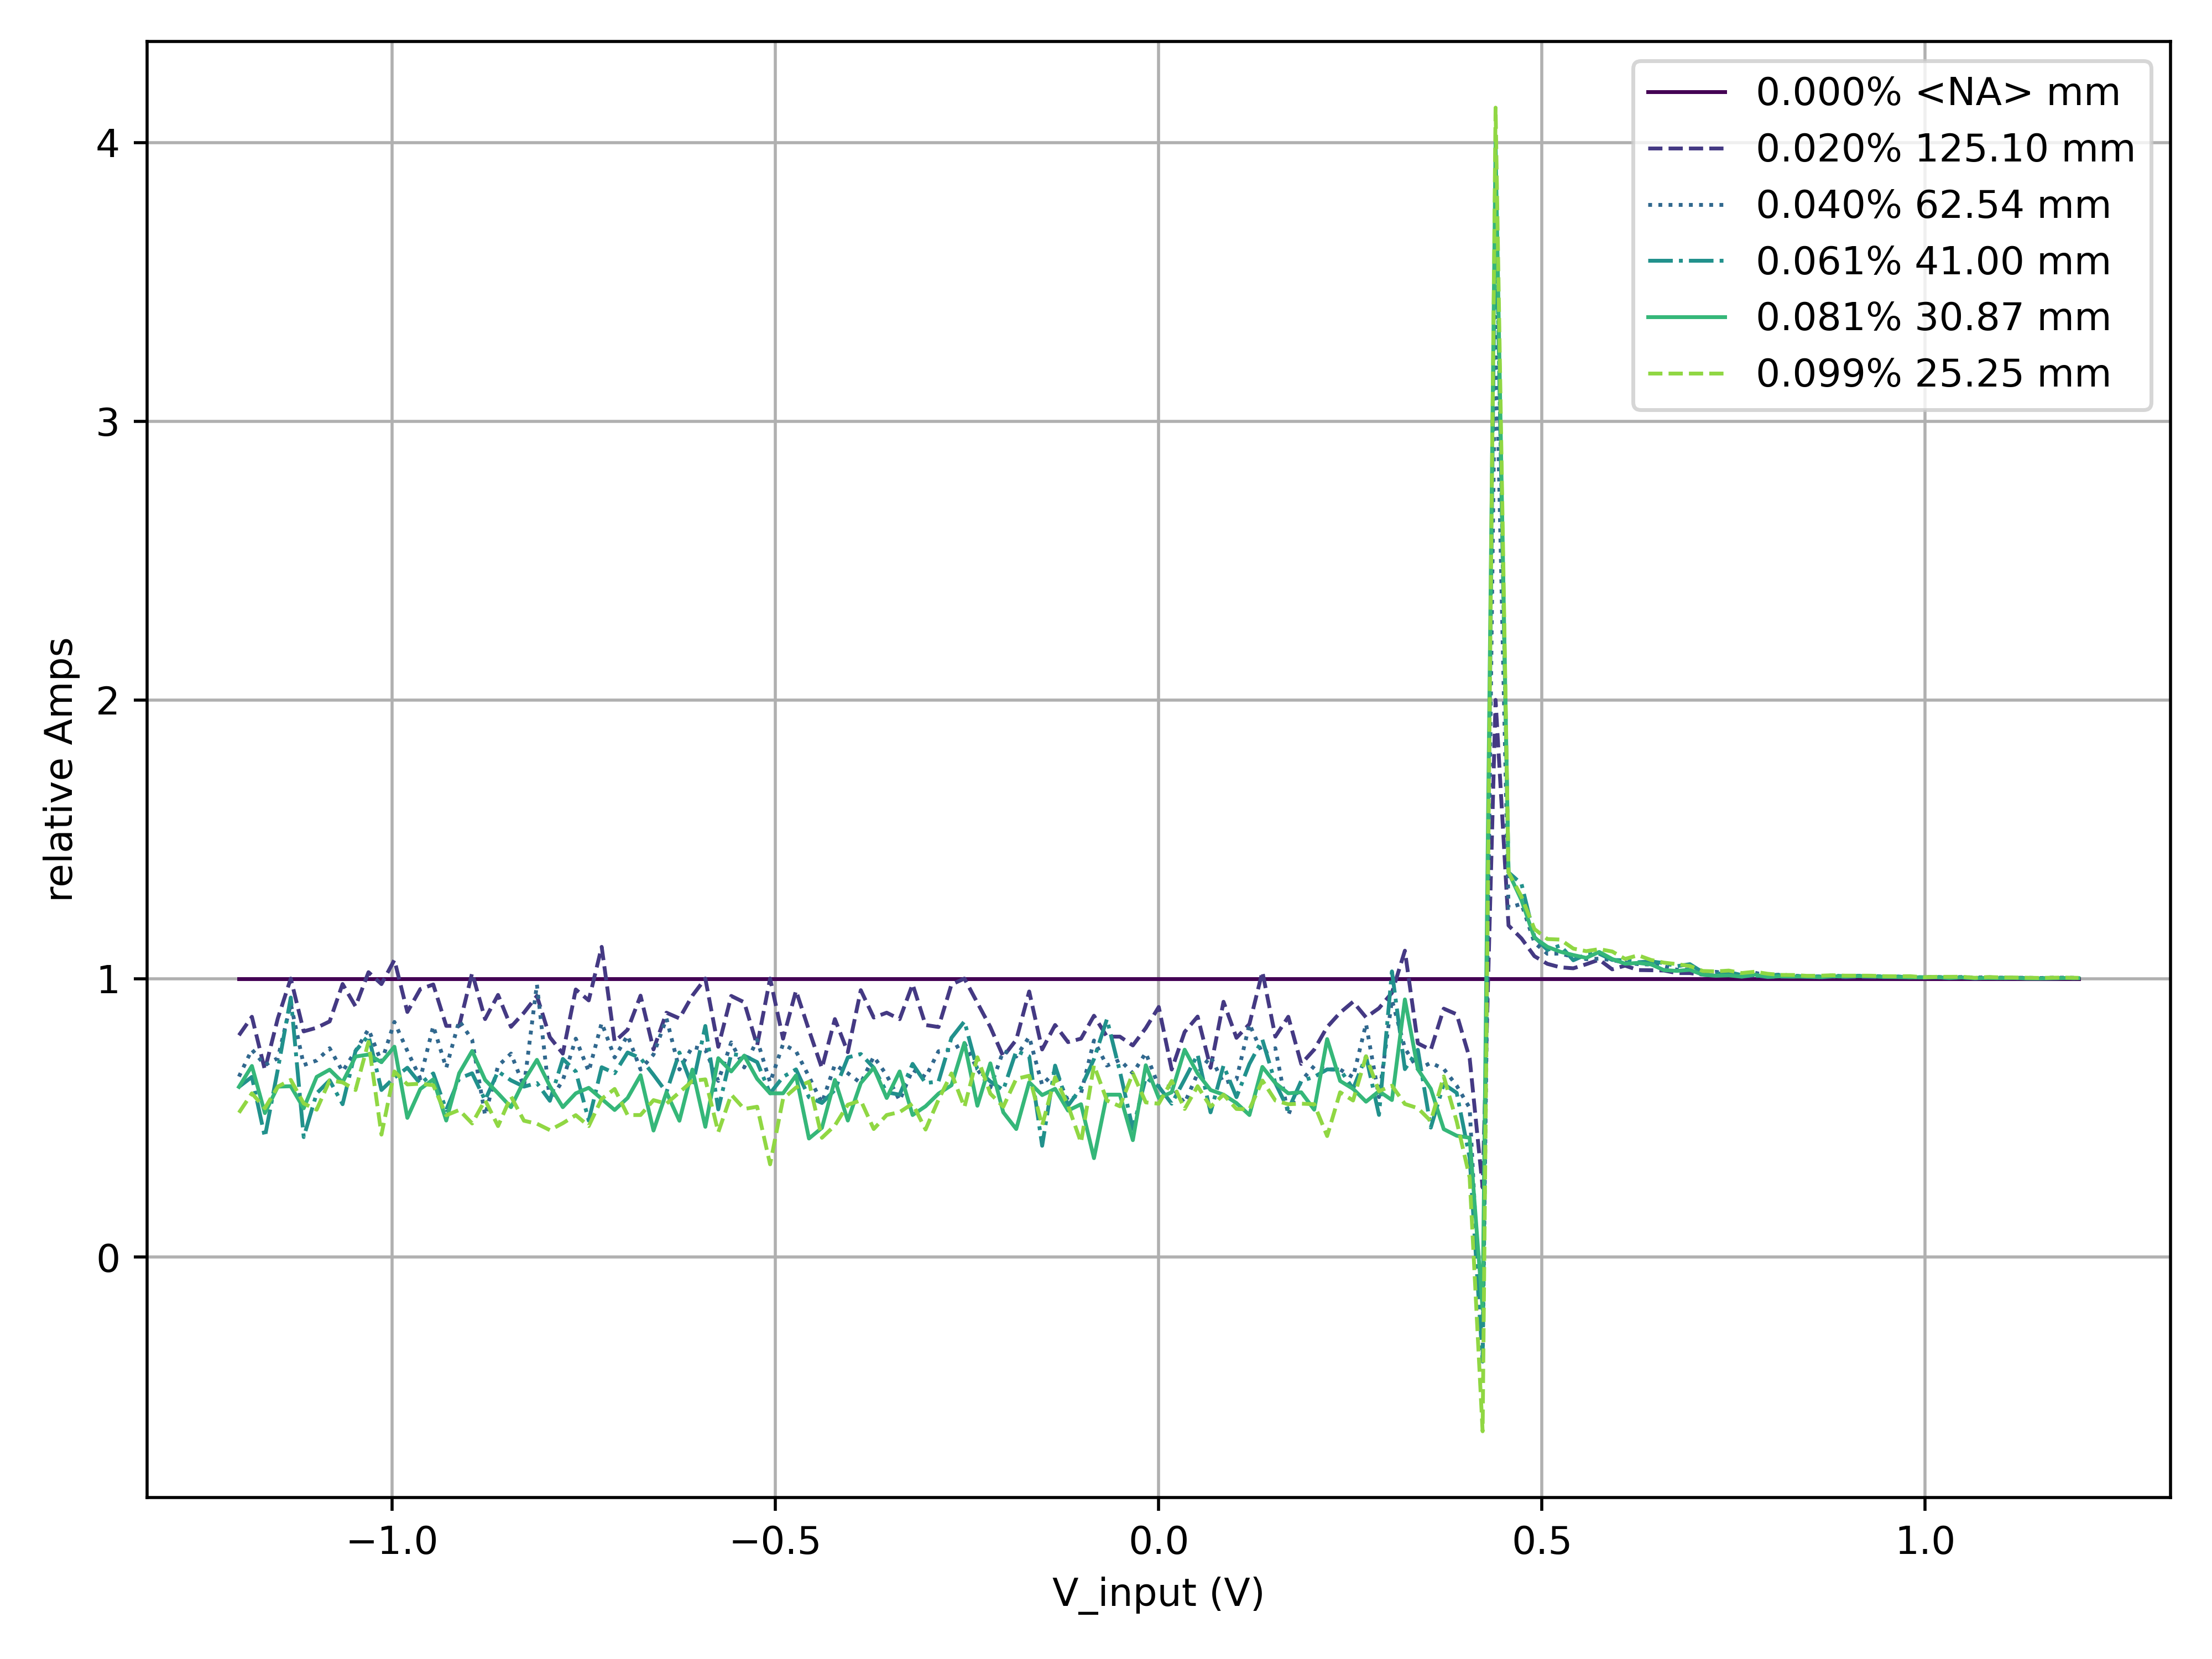 relative Amps
4
3
2
1
0
−1.0
−0.5
0.0
0.5
1.0
V_input (V)
0.000% <NA> mm
0.020% 125.10 mm
0.040% 62.54 mm
0.061% 41.00 mm
0.081% 30.87 mm
0.099% 25.25 mm